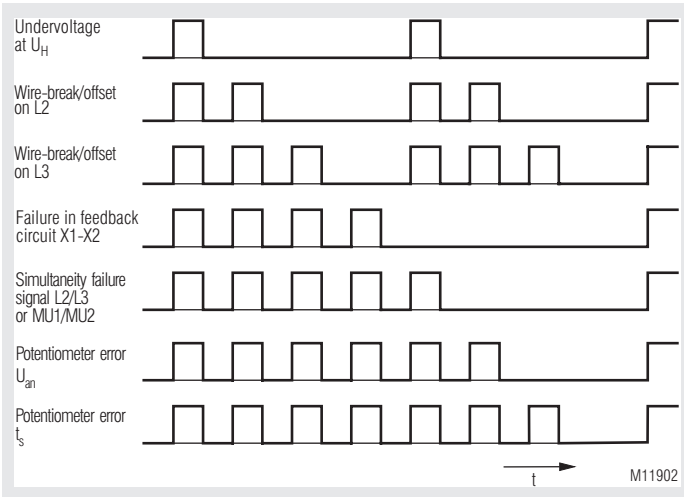 Undervoltage
at U_H
Wire-break/offset
on L2
Wire-break/offset
on L3
Failure in feedback
circuit X1-X2
Simultaneity failure
signal L2/L3
or MU1/MU2
Potentiometer error
U_an
Potentiometer error
t_s
t
M11902